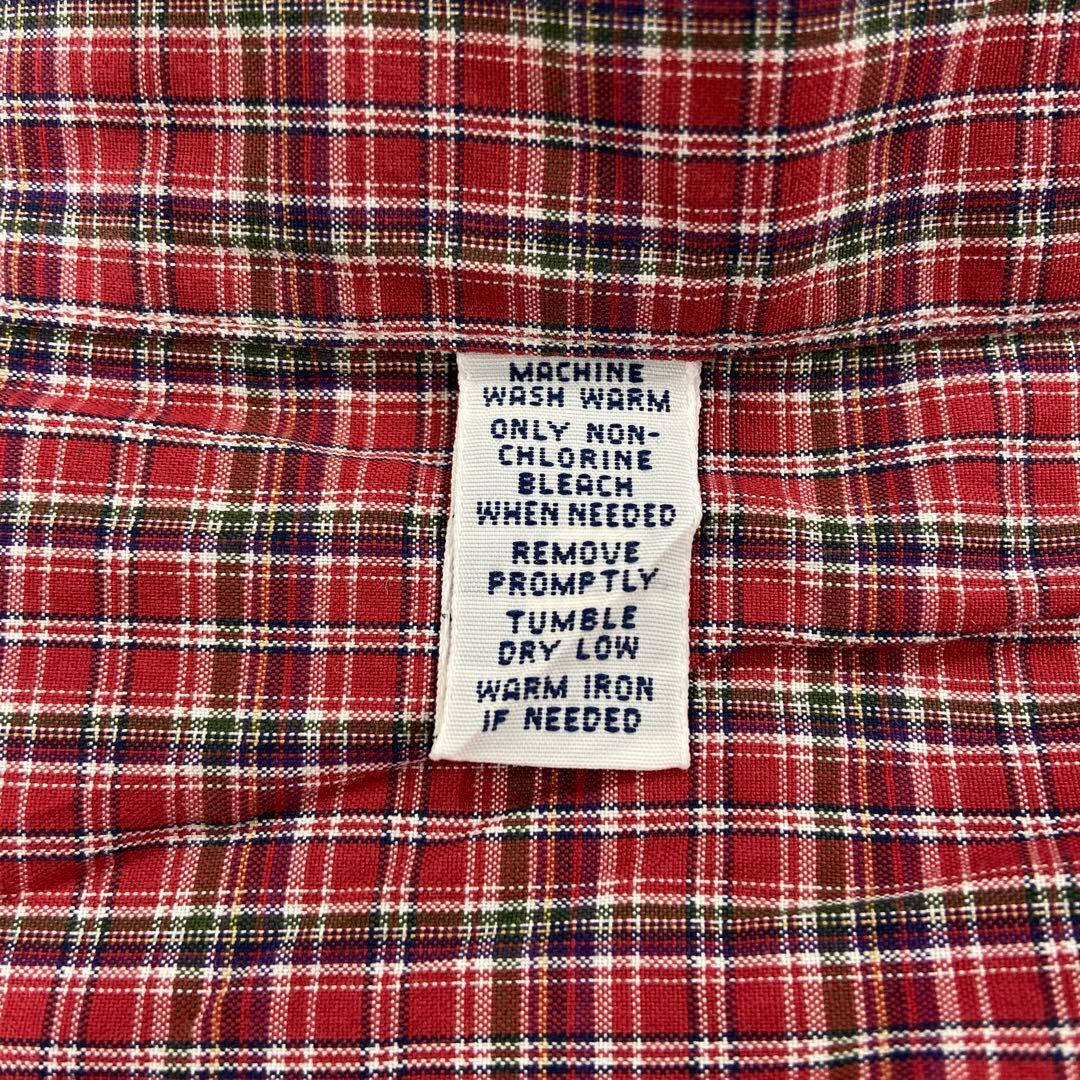 MACHINE
WASH WARM
ONLY NON-
CHLORINE
BLEACH
WHEN NEEDED
REMOVE
PROMPTLY
TUMBLE
DRY LOW
WARM IRON
IF NEEDED